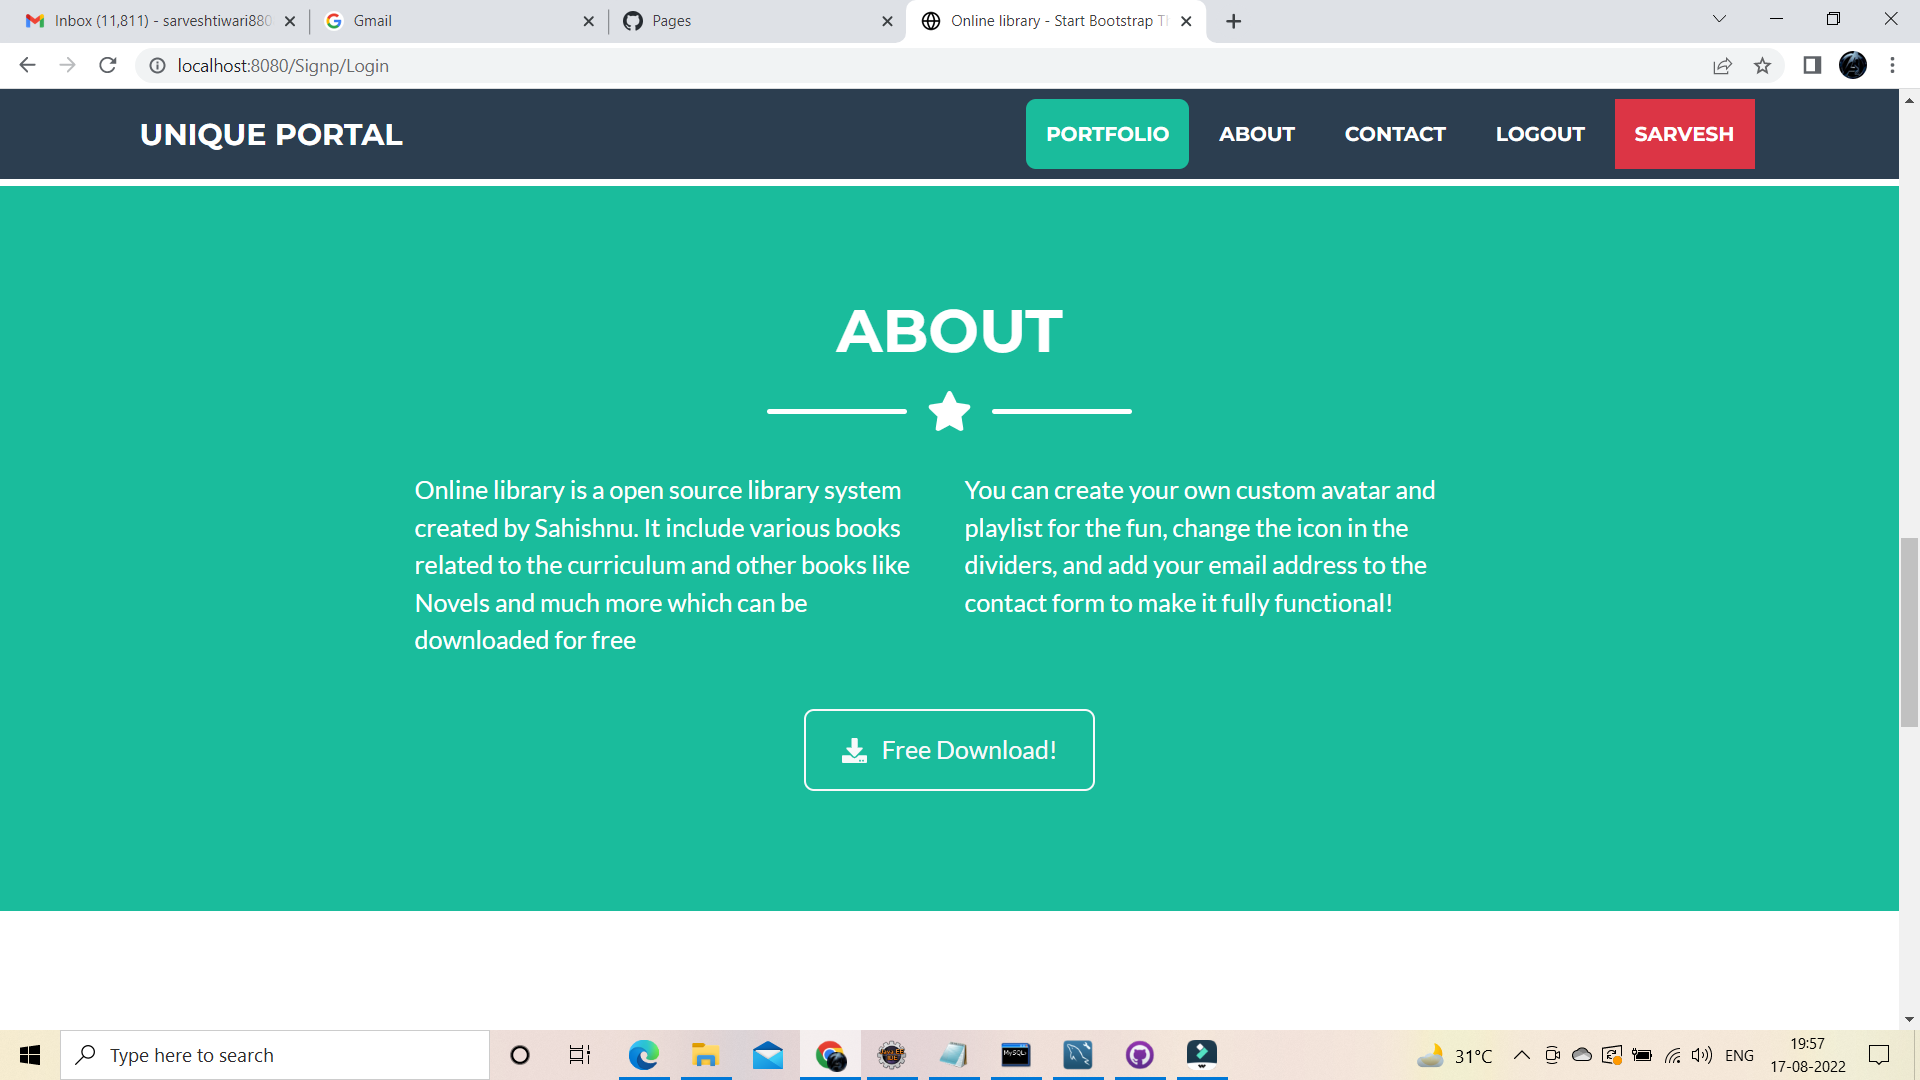 Inbox (11,811) - sarveshtiwari880
Gmail
Pages
Online library - Start Bootstrap Th
localhost:8080/Signp/Login
UNIQUE PORTAL
PORTFOLIO
ABOUT
CONTACT
LOGOUT
SARVESH
ABOUT
Online library is a open source library system
created by Sahishnu. It include various books
related to the curriculum and other books like
Novels and much more which can be
downloaded for free
You can create your own custom avatar and
playlist for the fun, change the icon in the
dividers, and add your email address to the
contact form to make it fully functional!
Free Download!
Type here to search
31°C
ENG
19:57
17-08-2022